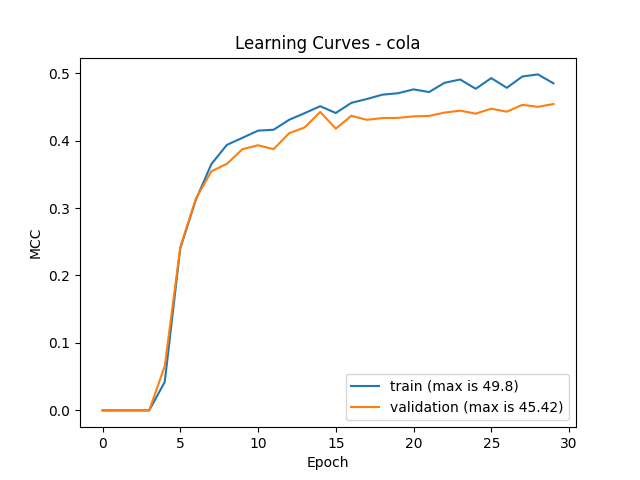 Learning Curves - cola
MCC
0.5
0.4
0.3
0.2
0.1
0.0
train (max is 49.8)
validation (max is 45.42)
0 5 10 15 20 25 30
Epoch